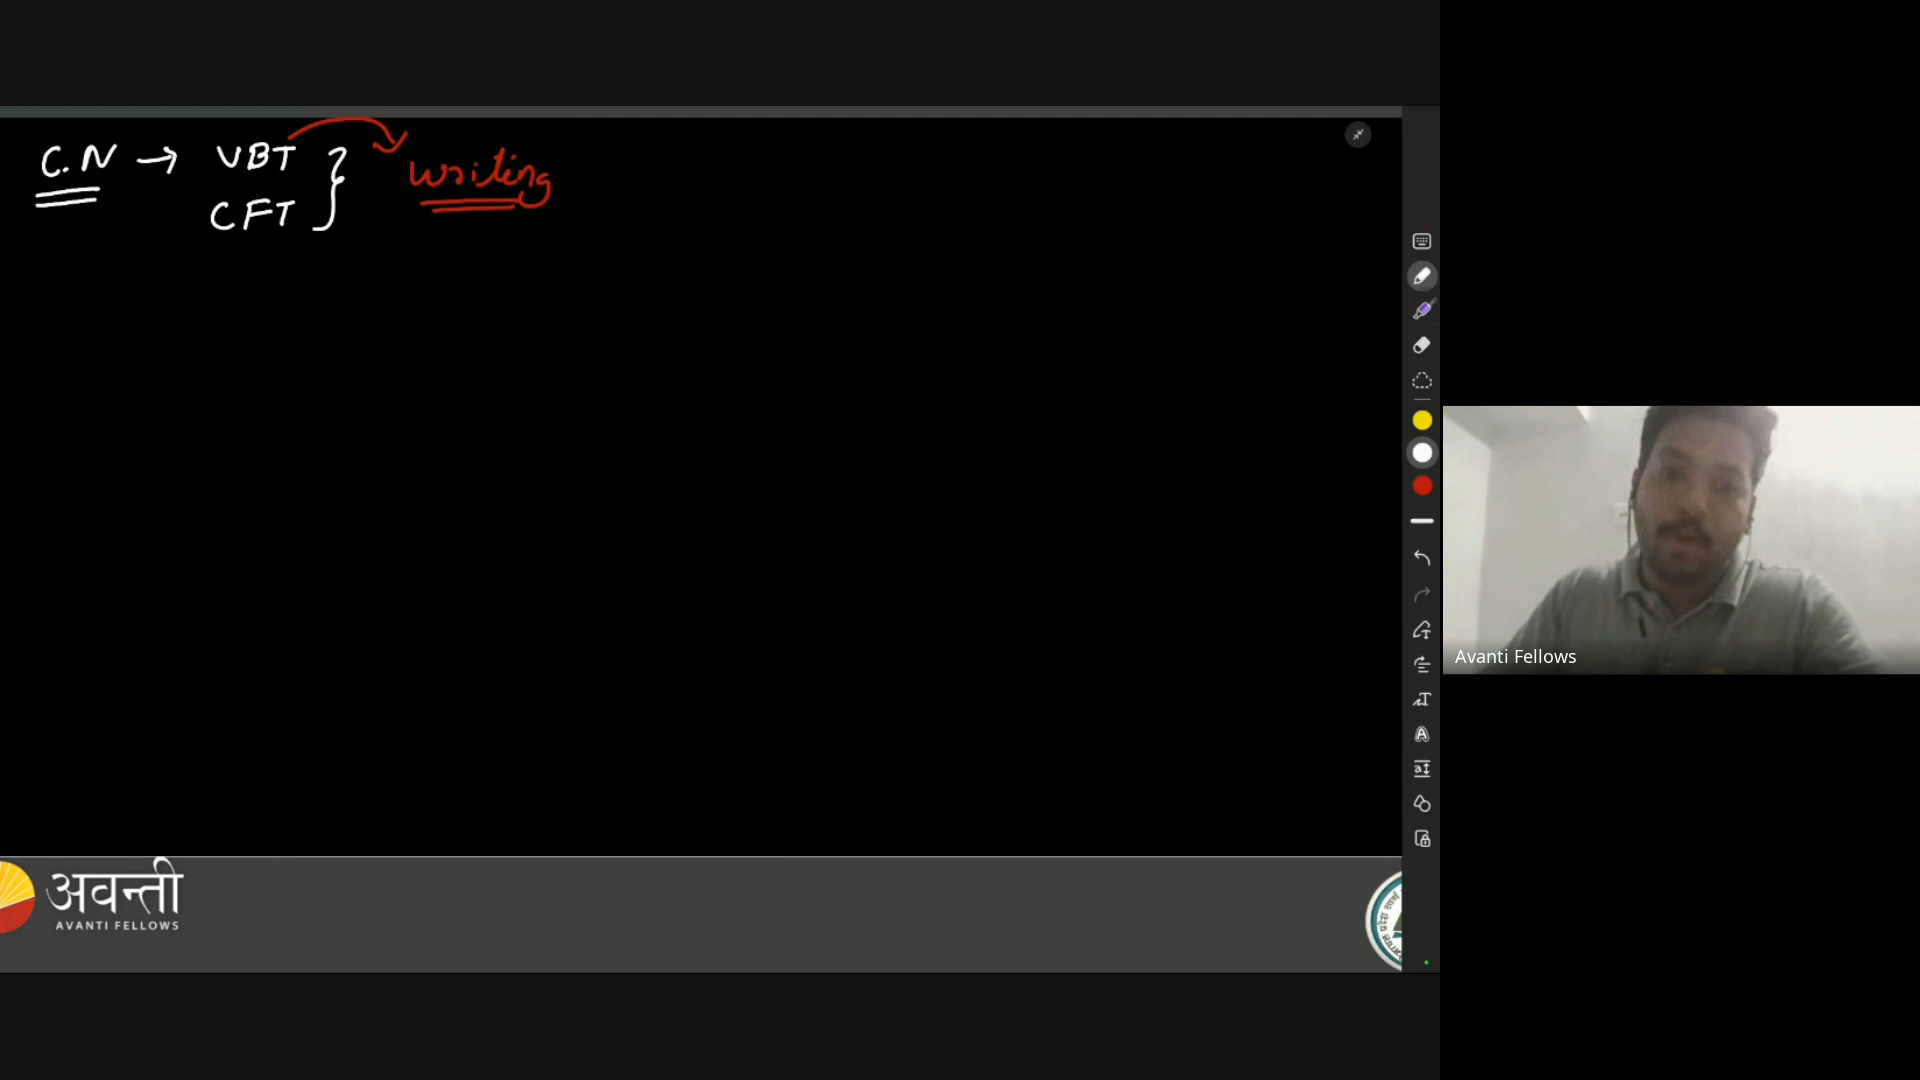 C.N → VBT
CFT
Writing
Avanti Fellows
अवन्ती
AVANTI FELLOWS